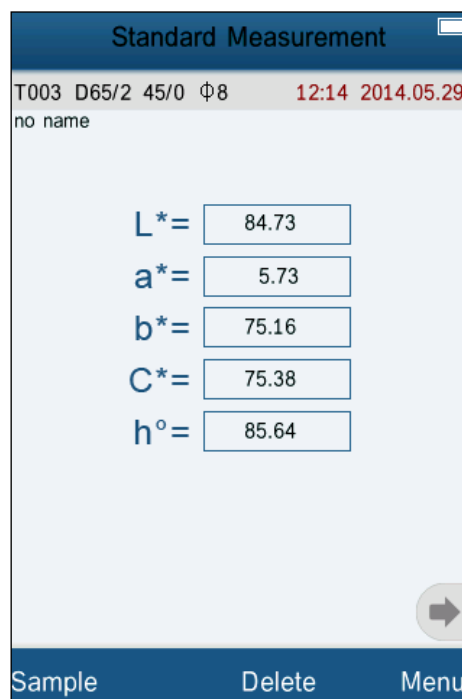 Standard Measurement
T003 D65/2 45/0 Φ8 12:14 2014.05.29
no name
L*= 84.73
a*= 5.73
b*= 75.16
C*= 75.38
h°= 85.64
Sample Delete Menu